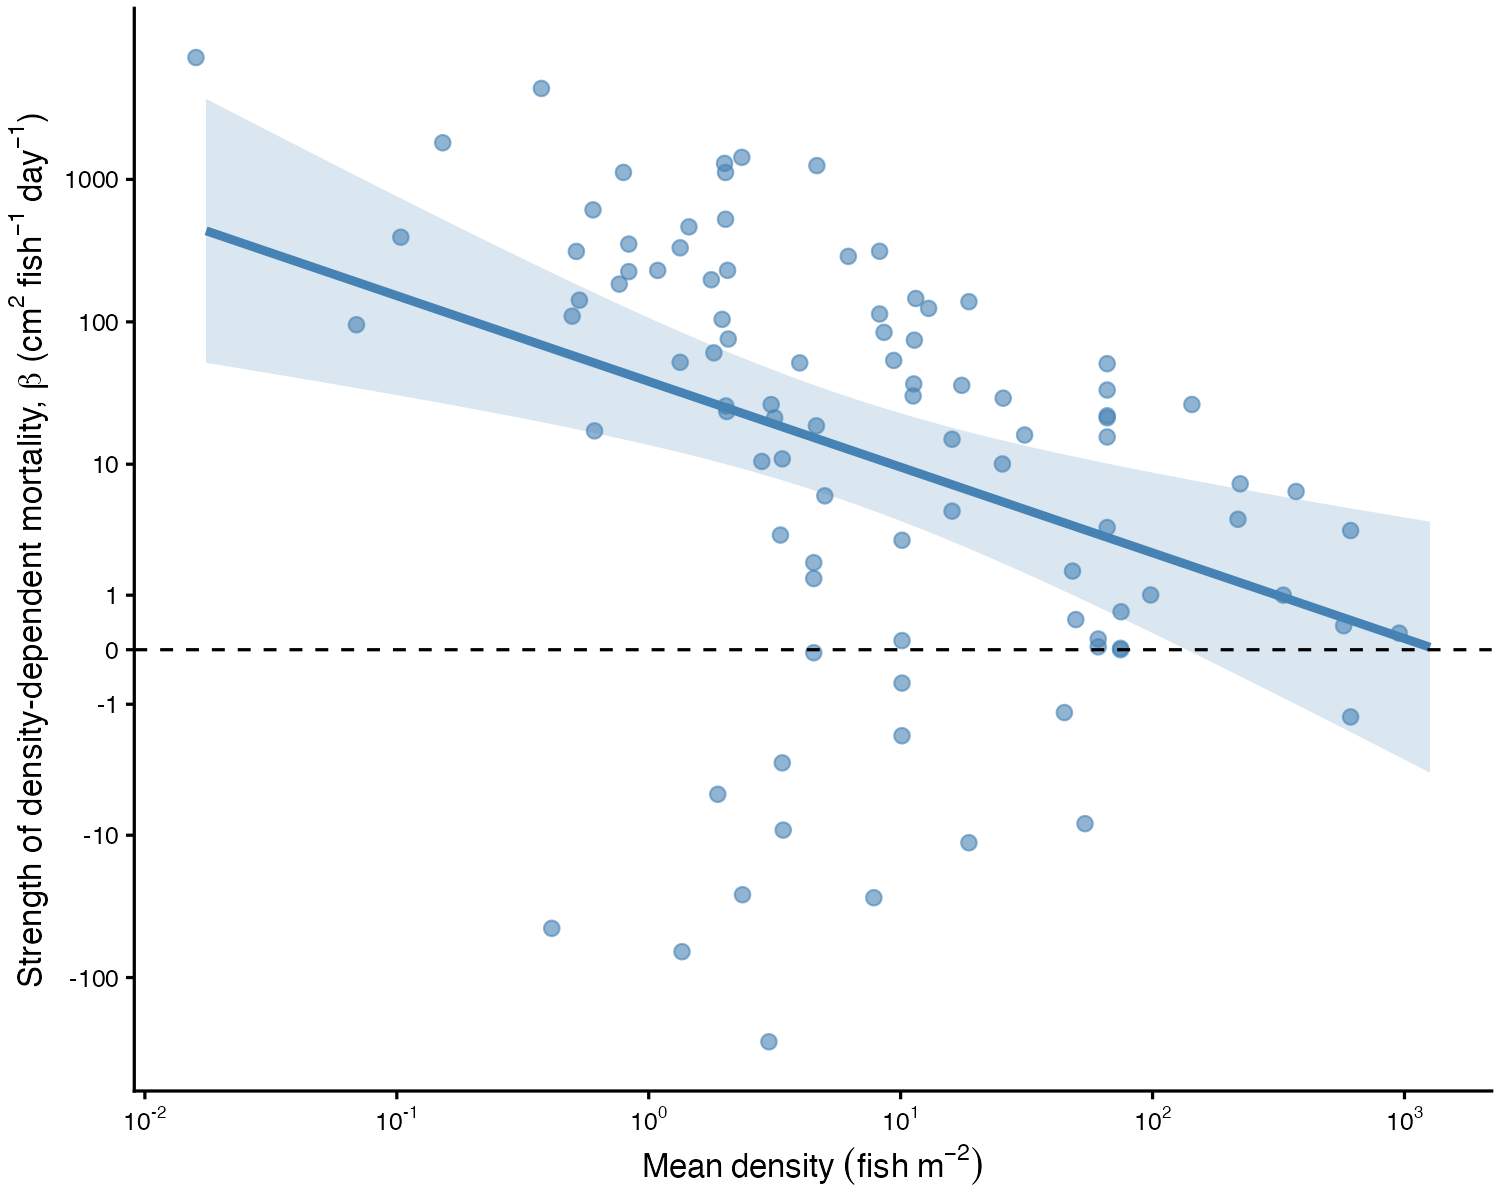 Strength of density-dependent mortality, β (cm² fish⁻¹ day⁻¹)
1000
100
10
1
0
-1
-10
-100
10⁻² 10⁻¹ 10⁰ 10¹ 10² 10³
Mean density (fish m⁻²)